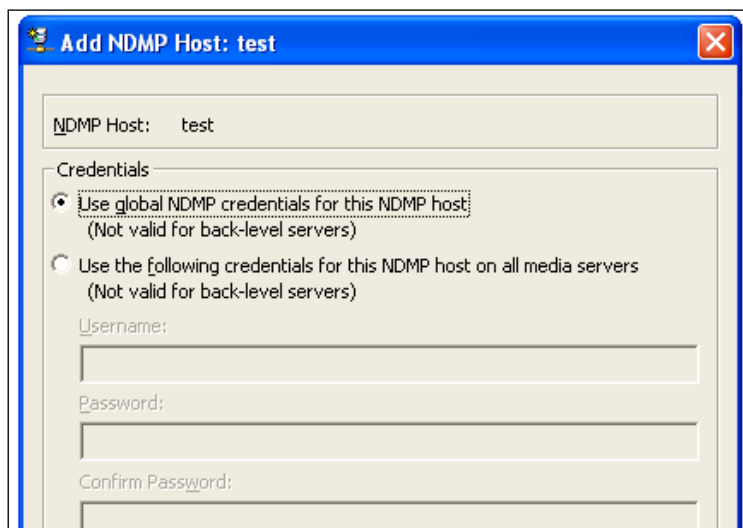 Add NDMP Host: test
NDMP Host: test
Credentials
Use global NDMP credentials for this NDMP host
(Not valid for back-level servers)
Use the following credentials for this NDMP host on all media servers
(Not valid for back-level servers)
Username:
Password:
Confirm Password: